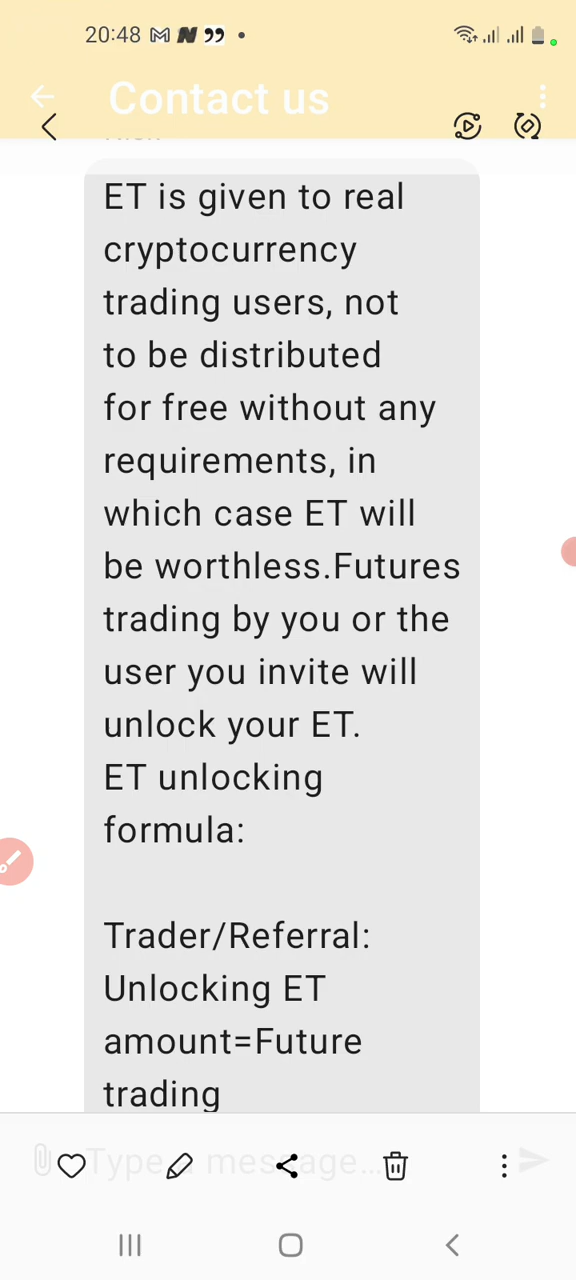 20:48
Contact us
ET is given to real
cryptocurrency
trading users, not
to be distributed
for free without any
requirements, in
which case ET will
be worthless.Futures
trading by you or the
user you invite will
unlock your ET.
ET unlocking
formula:
Trader/Referral:
Unlocking ET
amount=Future
trading
Type a message...